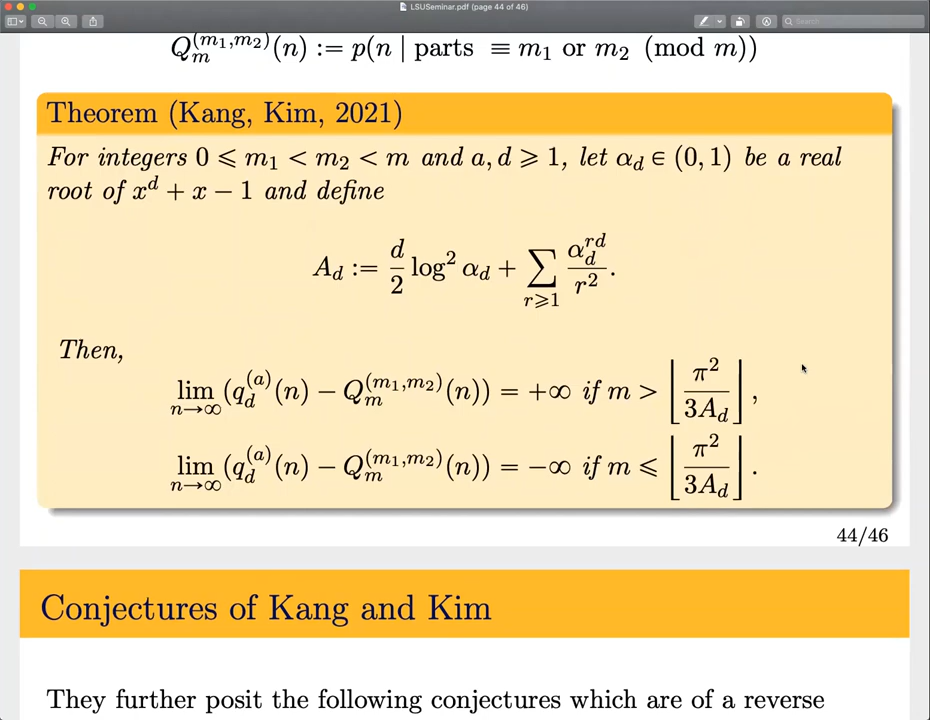 LSUSeminar.pdf (page 44 of 46)
Search
Q_m^{(m_1,m_2)}(n) := p(n | parts ≡ m_1 or m_2 (mod m))
Theorem (Kang, Kim, 2021)
For integers 0 ⩽ m_1 < m_2 < m and a, d ⩾ 1, let α_d ∈ (0, 1) be a real
root of x^d + x − 1 and define
A_d := \frac{d}{2} log^2 α_d + ∑_{r⩾1} \frac{α_d^{rd}}{r^2}.
Then,
lim_{n→∞} (q_d^{(a)}(n) − Q_m^{(m_1,m_2)}(n)) = +∞ if m > ⌊\frac{π^2}{3A_d}⌋,
lim_{n→∞} (q_d^{(a)}(n) − Q_m^{(m_1,m_2)}(n)) = −∞ if m ⩽ ⌊\frac{π^2}{3A_d}⌋.
44/46
Conjectures of Kang and Kim
They further posit the following conjectures which are of a reverse